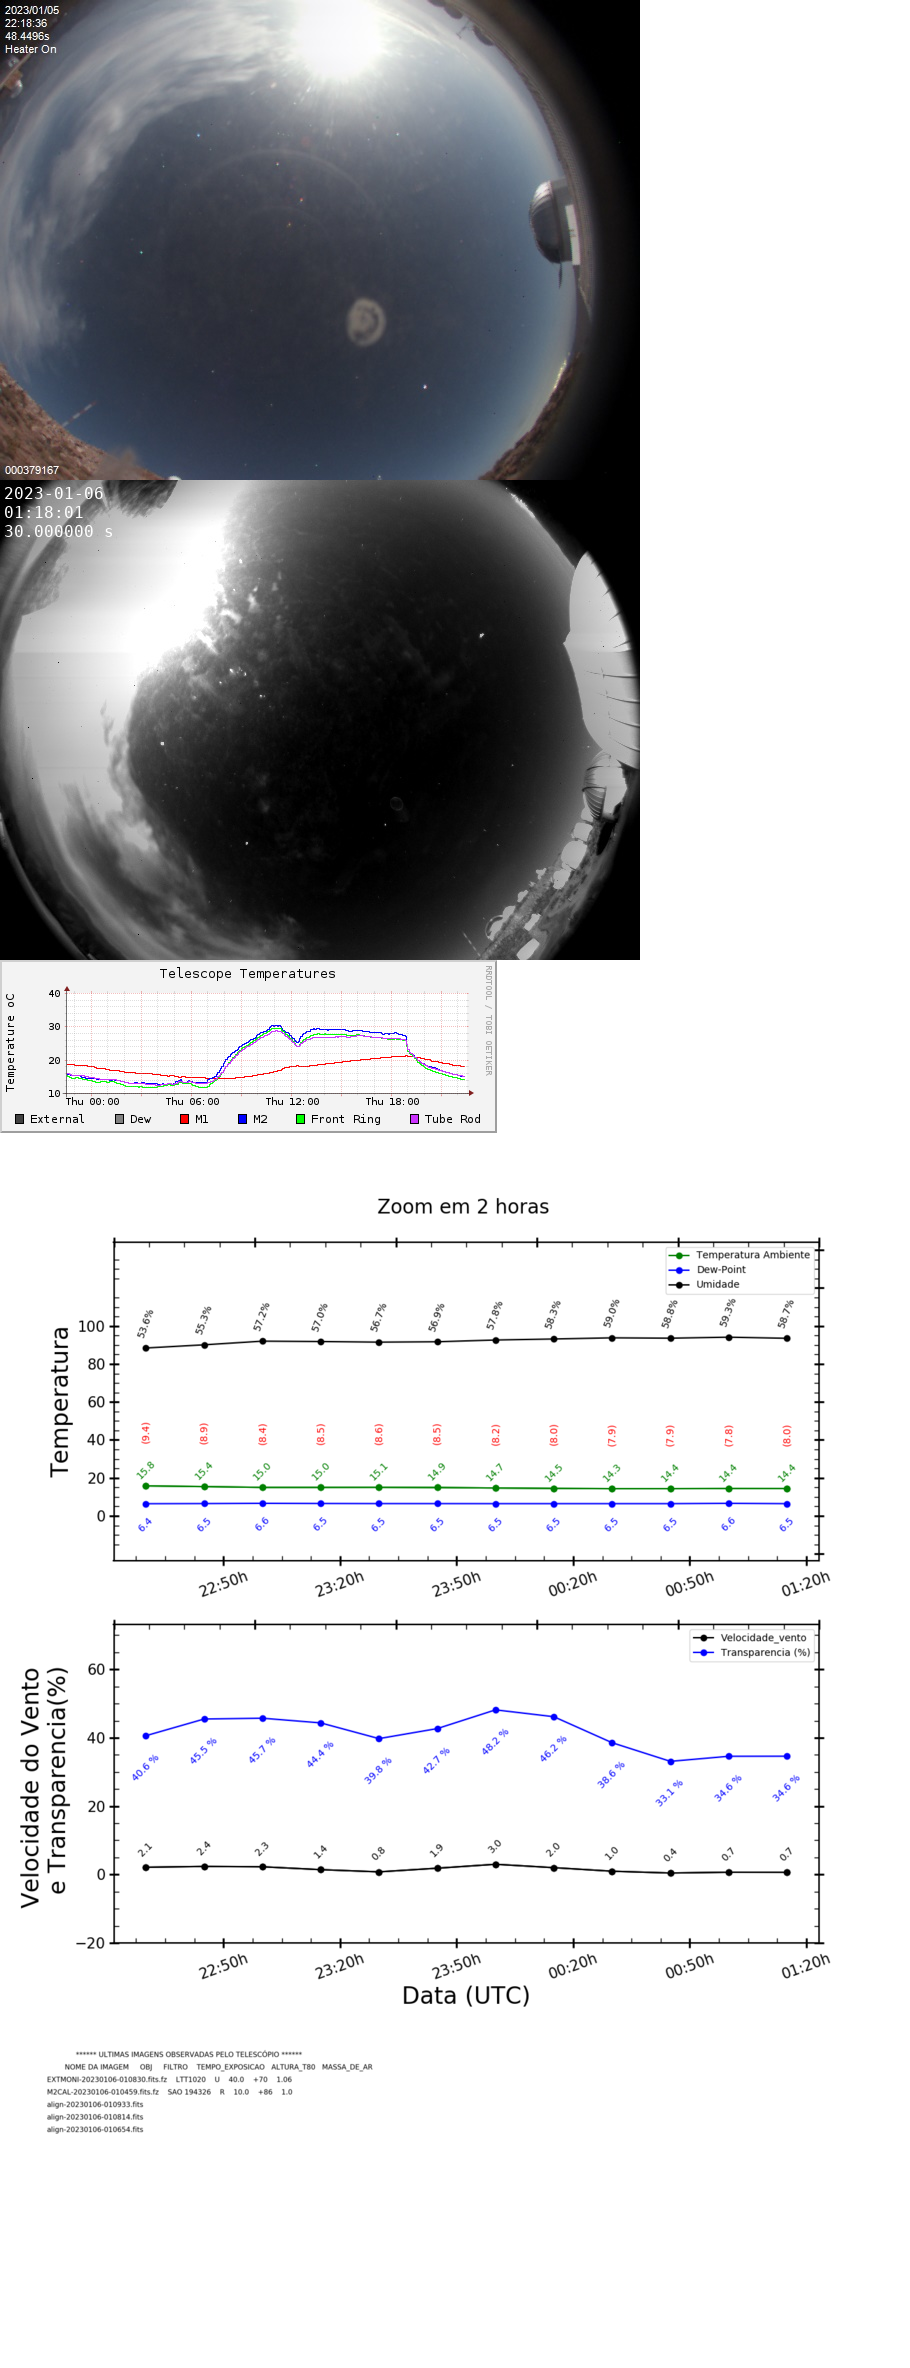 2023/01/05
22:18:36
48.4496s
Heater On
000379167
2023-01-06
01:18:01
30.000000 s
Telescope Temperatures
RRDTOOL / TOBI OETIKER
Temperature oC
40
30
20
10
Thu 00:00 Thu 06:00 Thu 12:00 Thu 18:00
External Dew M1 M2 Front Ring Tube Rod
Zoom em 2 horas
Temperatura Ambiente
Dew-Point
Umidade
53.6% 55.3% 57.2% 57.0% 56.7% 56.9% 57.8% 58.3% 59.0% 58.8% 59.3% 58.7%
Temperatura
100
80
60
40
20
0
(9.4) (8.9) (8.4) (8.5) (8.6) (8.5) (8.2) (8.0) (7.9) (7.9) (7.8) (8.0)
15.8 15.4 15.0 15.0 15.1 14.9 14.7 14.5 14.3 14.4 14.4 14.4
6.4 6.5 6.6 6.5 6.5 6.5 6.5 6.5 6.5 6.5 6.6 6.5
22:50h 23:20h 23:50h 00:20h 00:50h 01:20h
Velocidade_vento
Transparencia (%)
Velocidade do Vento
e Transparencia(%)
60
40
20
0
−20
40.6 % 45.5 % 45.7 % 44.4 % 39.8 % 42.7 % 48.2 % 46.2 % 38.6 % 33.1 % 34.6 % 34.6 %
2.1 2.4 2.3 1.4 0.8 1.9 3.0 2.0 1.0 0.4 0.7 0.7
22:50h 23:20h 23:50h 00:20h 00:50h 01:20h
Data (UTC)
****** ULTIMAS IMAGENS OBSERVADAS PELO TELESCÓPIO ******
NOME DA IMAGEM OBJ FILTRO TEMPO_EXPOSICAO ALTURA_T80 MASSA_DE_AR
EXTMONI-20230106-010830.fits.fz LTT1020 U 40.0 +70 1.06
M2CAL-20230106-010459.fits.fz SAO 194326 R 10.0 +86 1.0
align-20230106-010933.fits
align-20230106-010814.fits
align-20230106-010654.fits